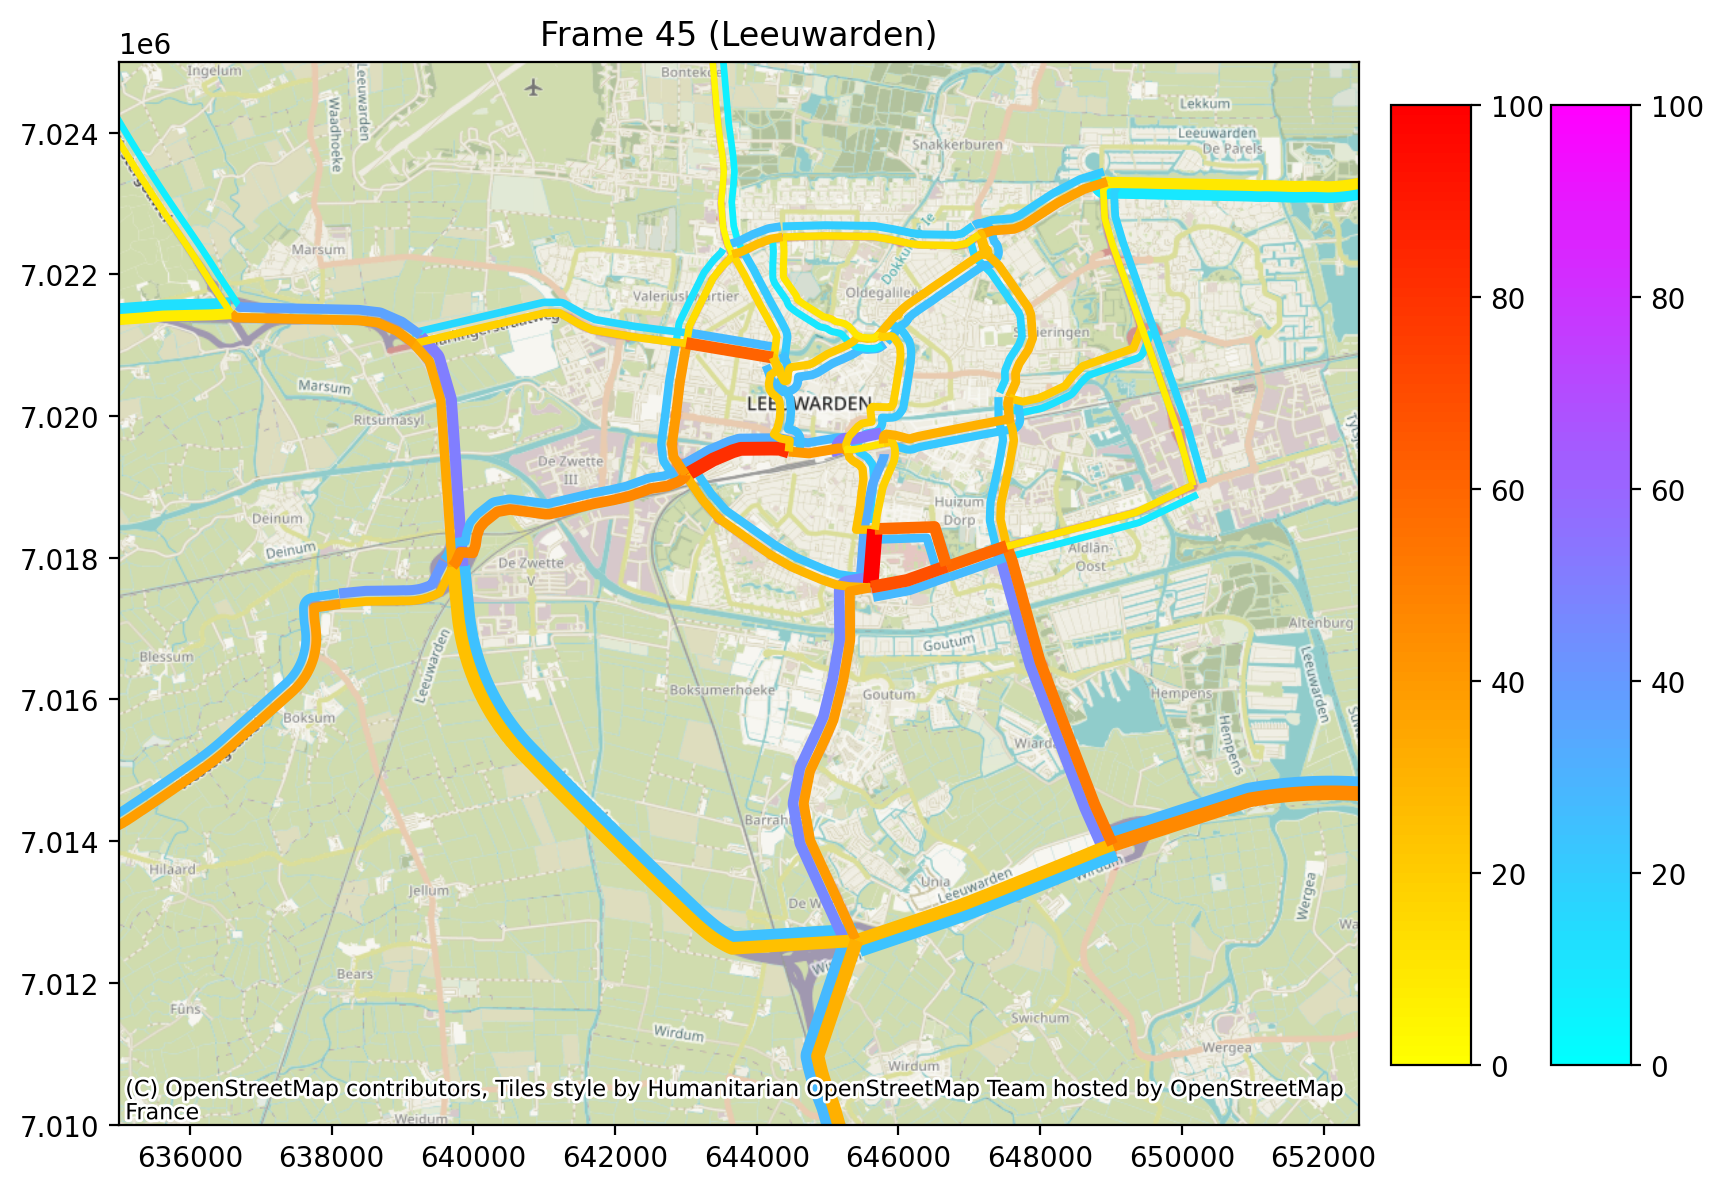 Frame 45 (Leeuwarden)
1e6
Ingelum
Leeuwarden
Waadhoeke
Bonteko
Lekkum
Leeuwarden
De Parels
Snakkerburen
100
100
7.024
Marsum
7.022
Valeriuskwartier
Oldegalileën
80
80
Marsum
Ritsumasyl
7.020
LEEUWARDEN
De Zwette
III
Huizum
Dorp
60
60
Deinum
Deinum
7.018
De Zwette
V
Aldlân-
Oost
Goutum
Altenburg
Blessum
Leeuwarden
Leeuwarden
7.016
Boksumerhoeke
Goutum
Hempens
40
40
Boksum
Hempens
Wiarda
7.014
Barrahûs
Hilaard
Jellum
Unia
Leeuwarden
Wirdum
Wergea
20
20
De W
7.012
Bears
Fûns
Wirdum
Swichum
Wergea
Wirdum
0
0
(C) OpenStreetMap contributors, Tiles style by Humanitarian OpenStreetMap Team hosted by OpenStreetMap
France
Weidum
7.010
636000 638000 640000 642000 644000 646000 648000 650000 652000